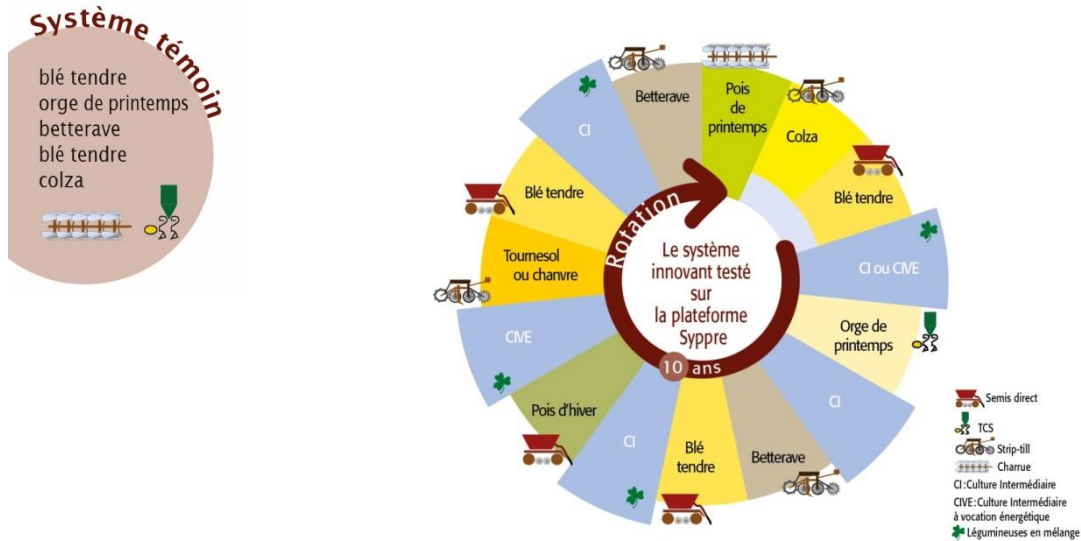 Système témoin
blé tendre
orge de printemps
betterave
blé tendre
colza
Betterave
Pois
de
printemps
Colza
Blé tendre
CI ou CIVE
Orge de
printemps
CI
Betterave
Blé
tendre
CI
Pois d'hiver
CIVE
Tournesol
ou chanvre
Blé tendre
CI
Rotation
Le système
innovant testé
sur
la plateforme
Syppre
10 ans
Semis direct
TCS
Strip-till
Charrue
CI : Culture Intermédiaire
CIVE : Culture Intermédiaire
à vocation énergétique
Légumineuses en mélange